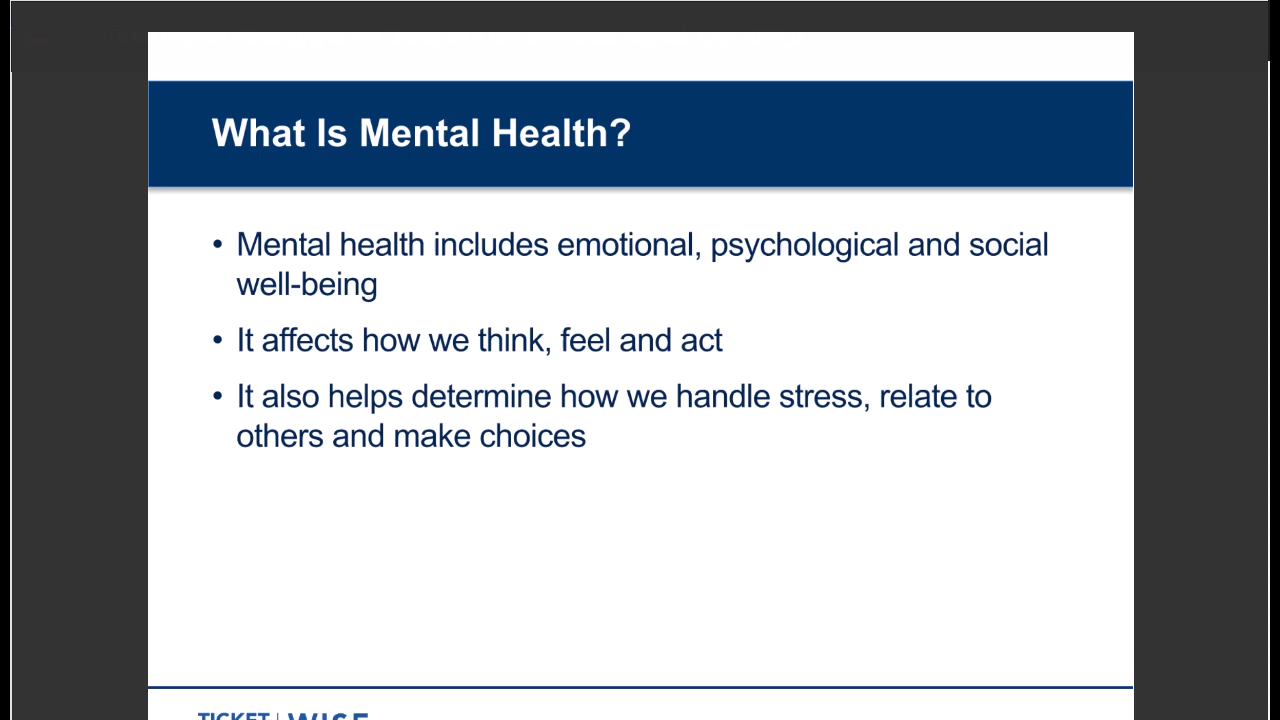 What Is Mental Health?
• Mental health includes emotional, psychological and social
well-being
• It affects how we think, feel and act
• It also helps determine how we handle stress, relate to
others and make choices
TICKET | WISE